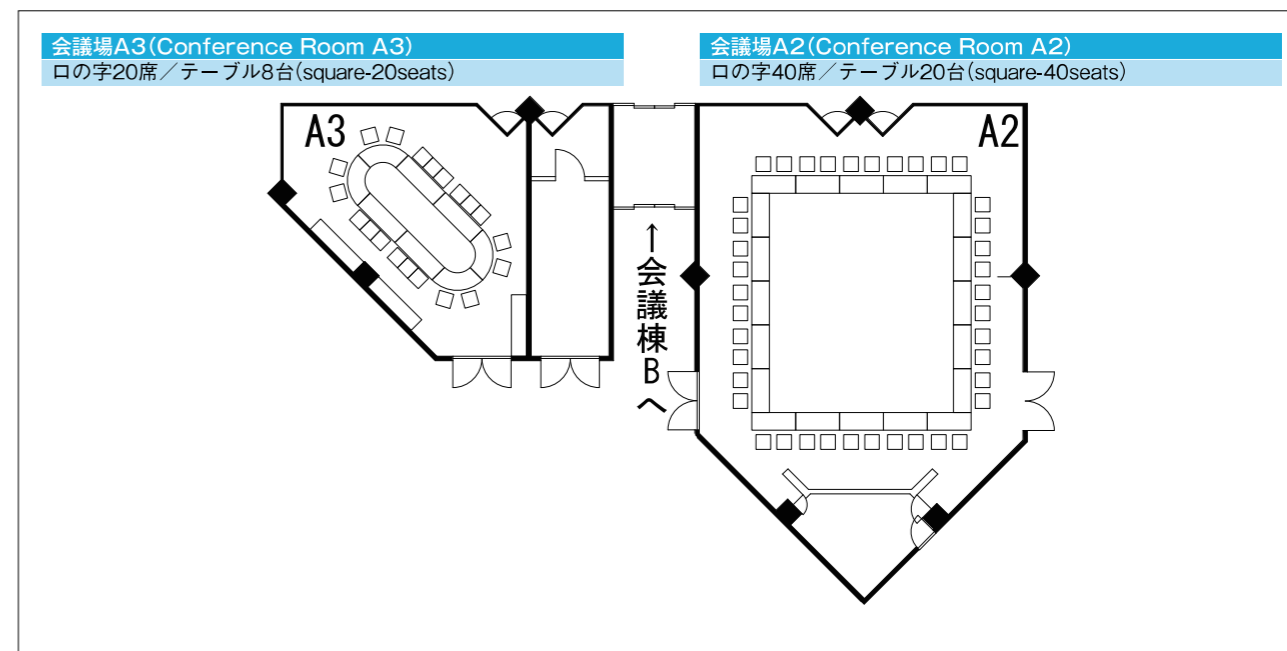 会議場A3(Conference Room A3)
ロの字20席／テーブル8台(square-20seats)
会議場A2(Conference Room A2)
ロの字40席／テーブル20台(square-40seats)
A3
A2
←会議棟Bへ